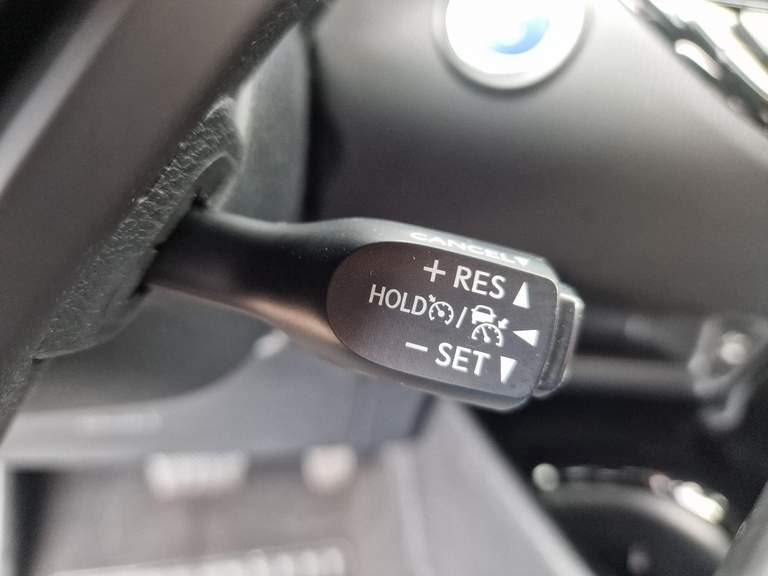 CANCEL
+ RES
HOLD /
− SET